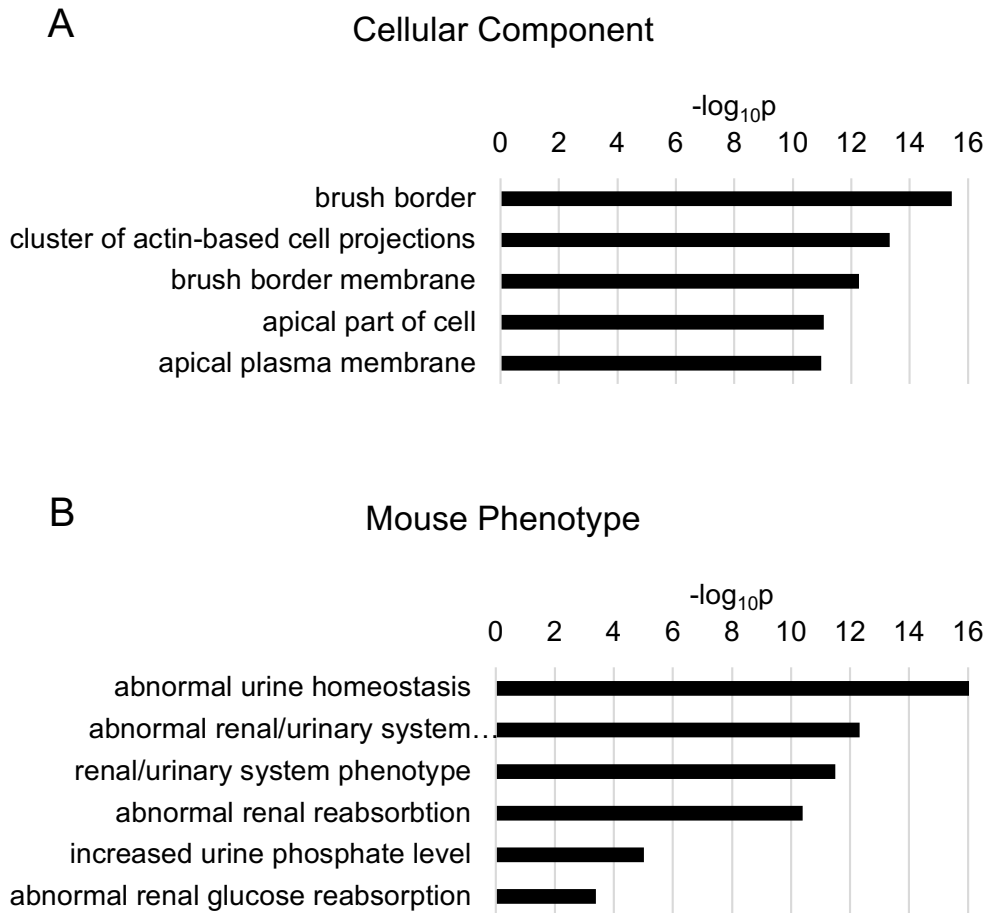 A
Cellular Component
-log₁₀p
0 2 4 6 8 10 12 14 16
brush border
cluster of actin-based cell projections
brush border membrane
apical part of cell
apical plasma membrane
B
Mouse Phenotype
-log₁₀p
0 2 4 6 8 10 12 14 16
abnormal urine homeostasis
abnormal renal/urinary system…
renal/urinary system phenotype
abnormal renal reabsorbtion
increased urine phosphate level
abnormal renal glucose reabsorption